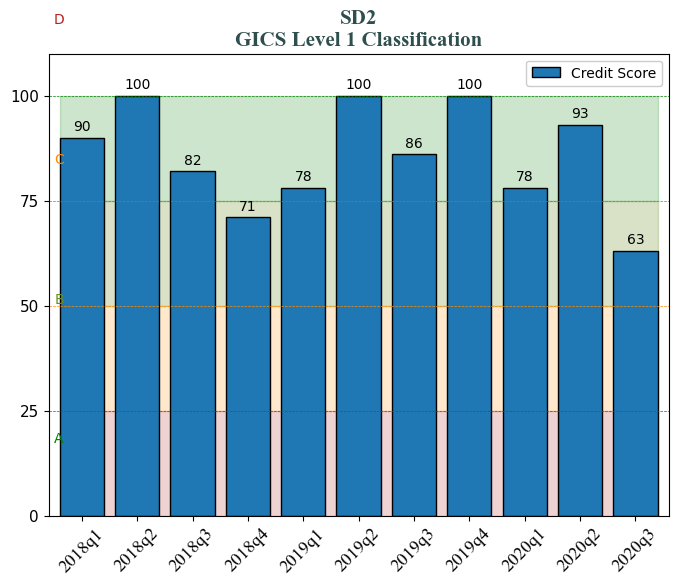 D
SD2
GICS Level 1 Classification
Credit Score
100
75
50
25
0
C
B
A
90
100
82
71
78
100
86
100
78
93
63
2018q1
2018q2
2018q3
2018q4
2019q1
2019q2
2019q3
2019q4
2020q1
2020q2
2020q3